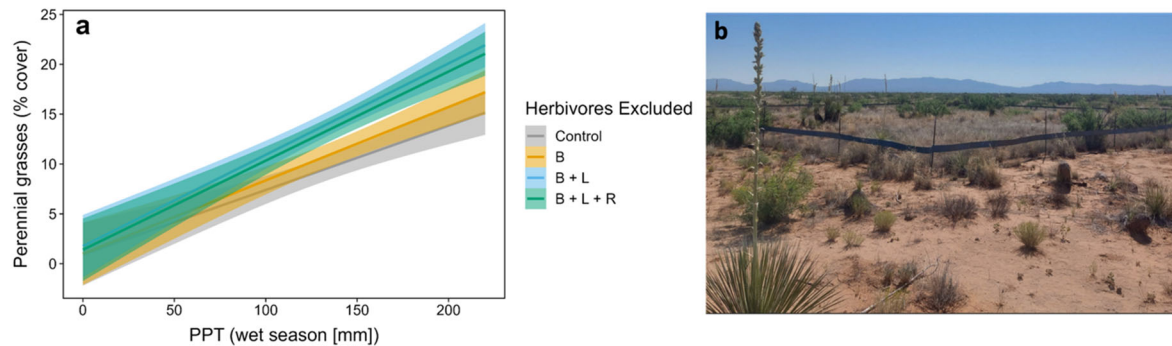 a
25
20
15
10
5
0
Perennial grasses (% cover)
0 50 100 150 200
PPT (wet season [mm])
Herbivores Excluded
Control
B
B + L
B + L + R
b